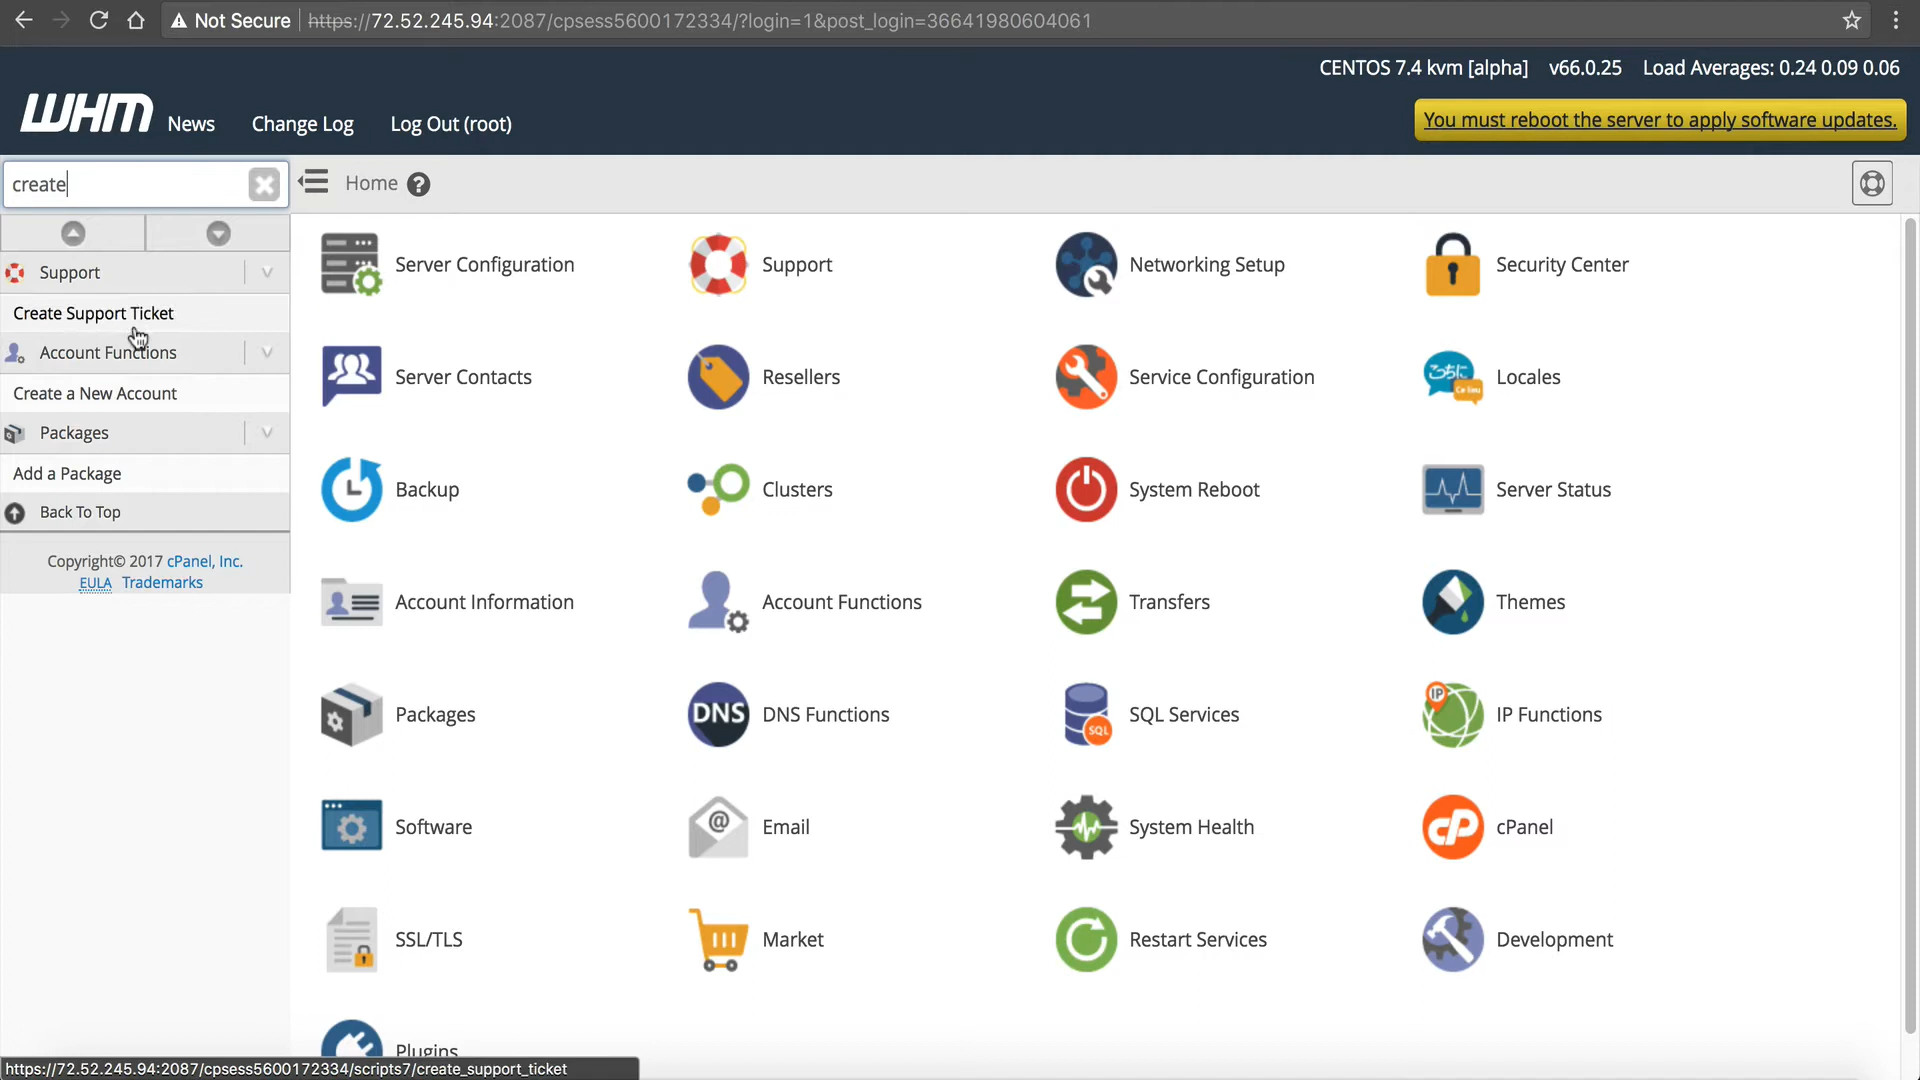 Not Secure https://72.52.245.94:2087/cpsess5600172334/?login=1&post_login=36641980604061
CENTOS 7.4 kvm [alpha] v66.0.25 Load Averages: 0.24 0.09 0.06
WHM News Change Log Log Out (root) You must reboot the server to apply software updates.
create Home ?
Support
Create Support Ticket
Account Functions
Create a New Account
Packages
Add a Package
Back To Top
Copyright© 2017 cPanel, Inc.
EULA Trademarks
Server Configuration Support Networking Setup Security Center
Server Contacts Resellers Service Configuration Locales
Backup Clusters System Reboot Server Status
Account Information Account Functions Transfers Themes
Packages DNS DNS Functions SQL SQL Services IP IP Functions
Software @ Email System Health cP cPanel
SSL/TLS Market Restart Services Development
Plugins
https://72.52.245.94:2087/cpsess5600172334/scripts7/create_support_ticket